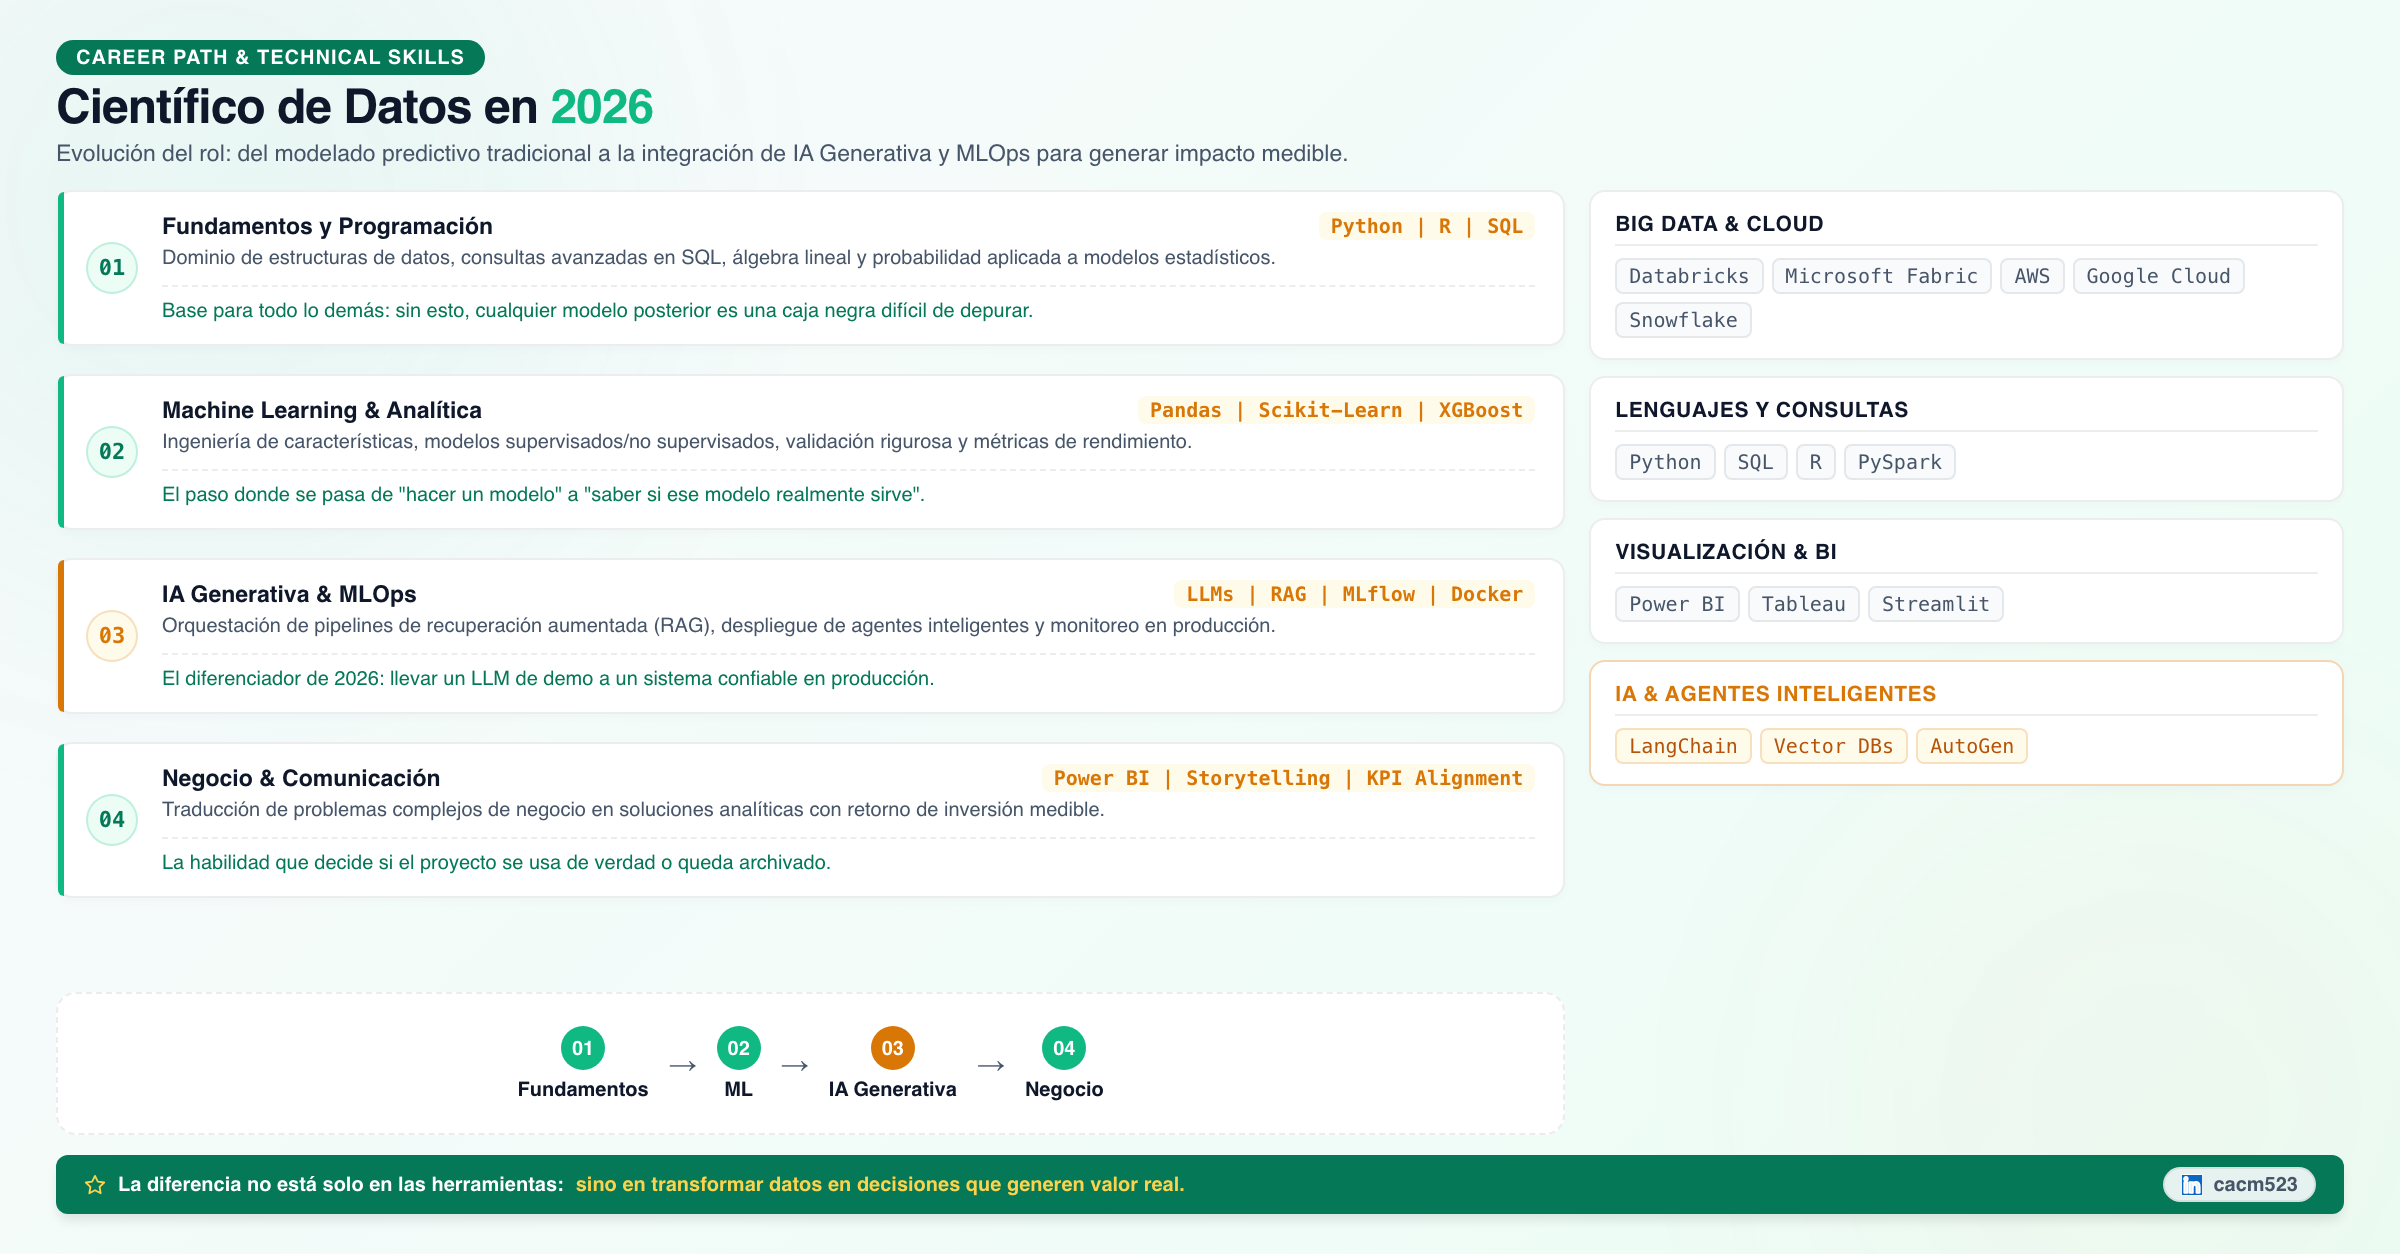 CAREER PATH & TECHNICAL SKILLS
Científico de Datos en 2026
Evolución del rol: del modelado predictivo tradicional a la integración de IA Generativa y MLOps para generar impacto medible.
01
Fundamentos y Programación
Python | R | SQL
Dominio de estructuras de datos, consultas avanzadas en SQL, álgebra lineal y probabilidad aplicada a modelos estadísticos.
Base para todo lo demás: sin esto, cualquier modelo posterior es una caja negra difícil de depurar.
02
Machine Learning & Analítica
Pandas | Scikit-Learn | XGBoost
Ingeniería de características, modelos supervisados/no supervisados, validación rigurosa y métricas de rendimiento.
El paso donde se pasa de "hacer un modelo" a "saber si ese modelo realmente sirve".
03
IA Generativa & MLOps
LLMs | RAG | MLflow | Docker
Orquestación de pipelines de recuperación aumentada (RAG), despliegue de agentes inteligentes y monitoreo en producción.
El diferenciador de 2026: llevar un LLM de demo a un sistema confiable en producción.
04
Negocio & Comunicación
Power BI | Storytelling | KPI Alignment
Traducción de problemas complejos de negocio en soluciones analíticas con retorno de inversión medible.
La habilidad que decide si el proyecto se usa de verdad o queda archivado.
BIG DATA & CLOUD
Databricks Microsoft Fabric AWS Google Cloud
Snowflake
LENGUAJES Y CONSULTAS
Python SQL R PySpark
VISUALIZACIÓN & BI
Power BI Tableau Streamlit
IA & AGENTES INTELIGENTES
LangChain Vector DBs AutoGen
01 → 02 → 03 → 04
Fundamentos ML IA Generativa Negocio
La diferencia no está solo en las herramientas: sino en transformar datos en decisiones que generen valor real.
in cacm523